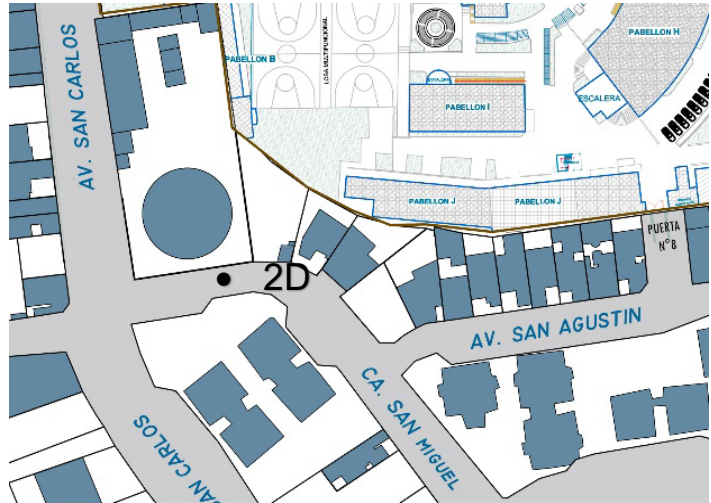 PABELLON H
AV. SAN CARLOS
PABELLON B
LOSA MULTIFUNCIONAL
ESCALERA
PABELLON I
ESCALERA
PABELLON J
PABELLON J
PUERTA
N°8
2D
AV. SAN AGUSTIN
CA. SAN MIGUEL
SAN CARLOS